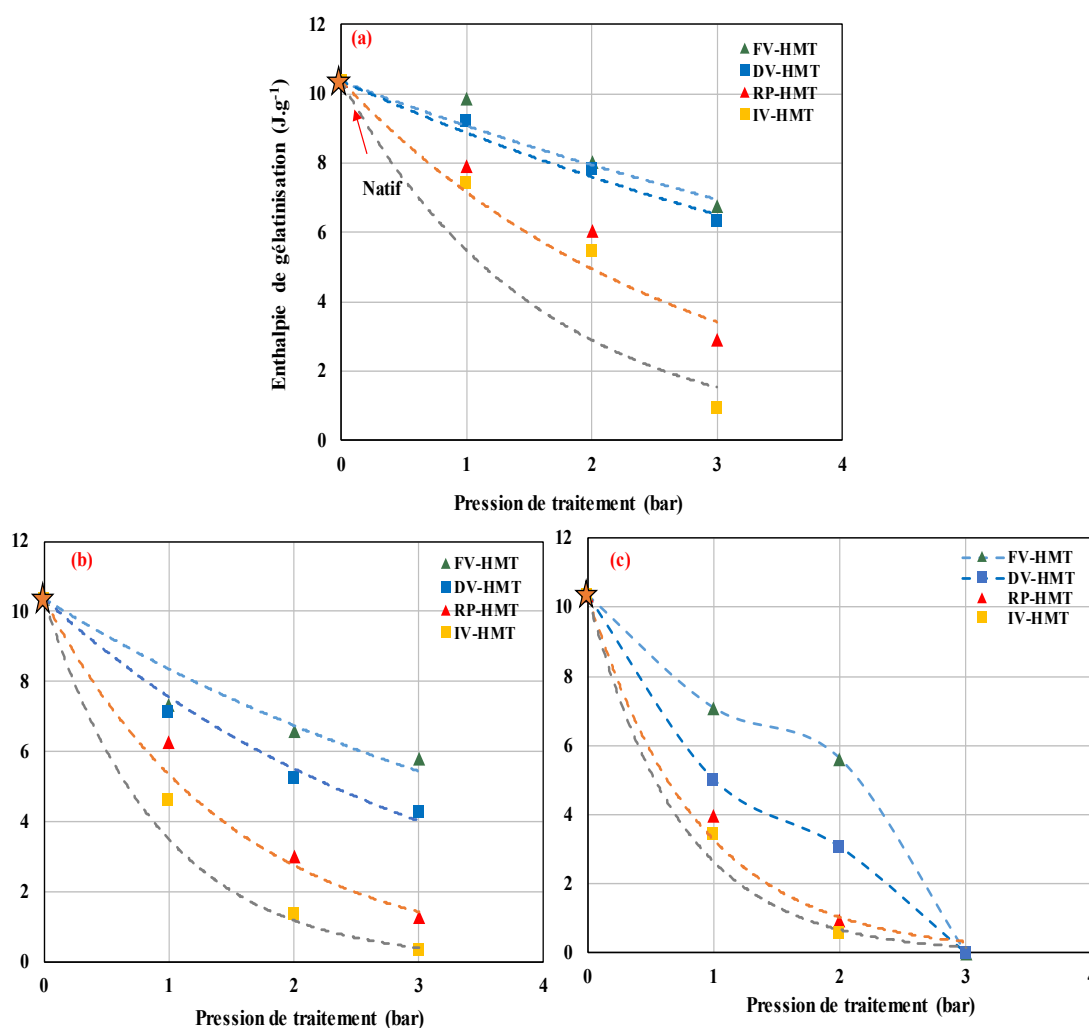 12
10
8
6
4
2
0
Enthalpie de gélatinisation (J.g⁻¹)
(a)
FV-HMT
DV-HMT
RP-HMT
IV-HMT
Natif
0 1 2 3 4
Pression de traitement (bar)
12
10
8
6
4
2
0
(b)
FV-HMT
DV-HMT
RP-HMT
IV-HMT
0 1 2 3 4
Pression de traitement (bar)
12
10
8
6
4
2
0
(c)
FV-HMT
DV-HMT
RP-HMT
IV-HMT
0 1 2 3 4
Pression de traitement (bar)